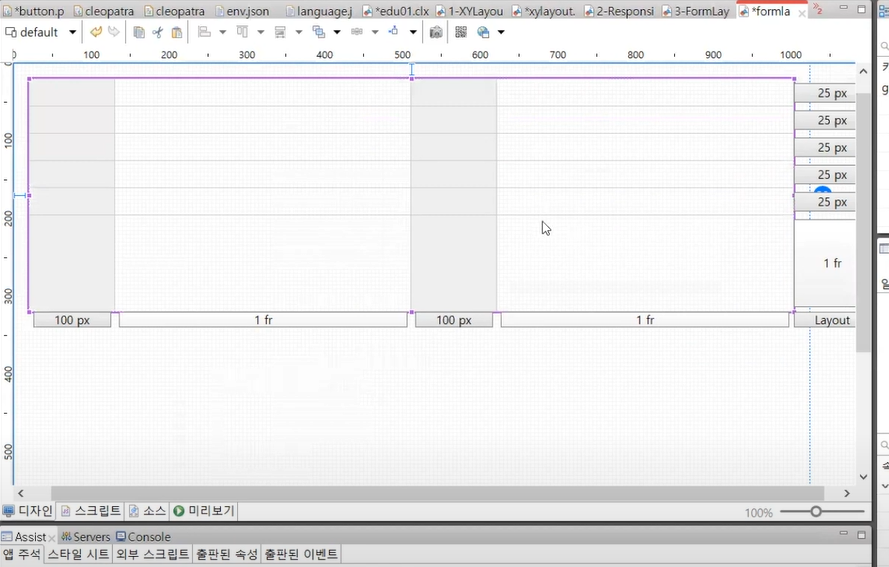 *button.p cleopatra cleopatra env.json language.j *edu01.clx 1-XYLayou *xylayout. 2-Responsi 3-FormLay *formla »2
default
100 200 300 400 500 600 700 800 900 1000
100
200
300
400
500
25 px
25 px
25 px
25 px
25 px
1 fr
100 px 1 fr 100 px 1 fr Layout
디자인 스크립트 소스 미리보기 100%
Assist Servers Console
앱 주석 스타일 시트 외부 스크립트 출판된 속성 출판된 이벤트